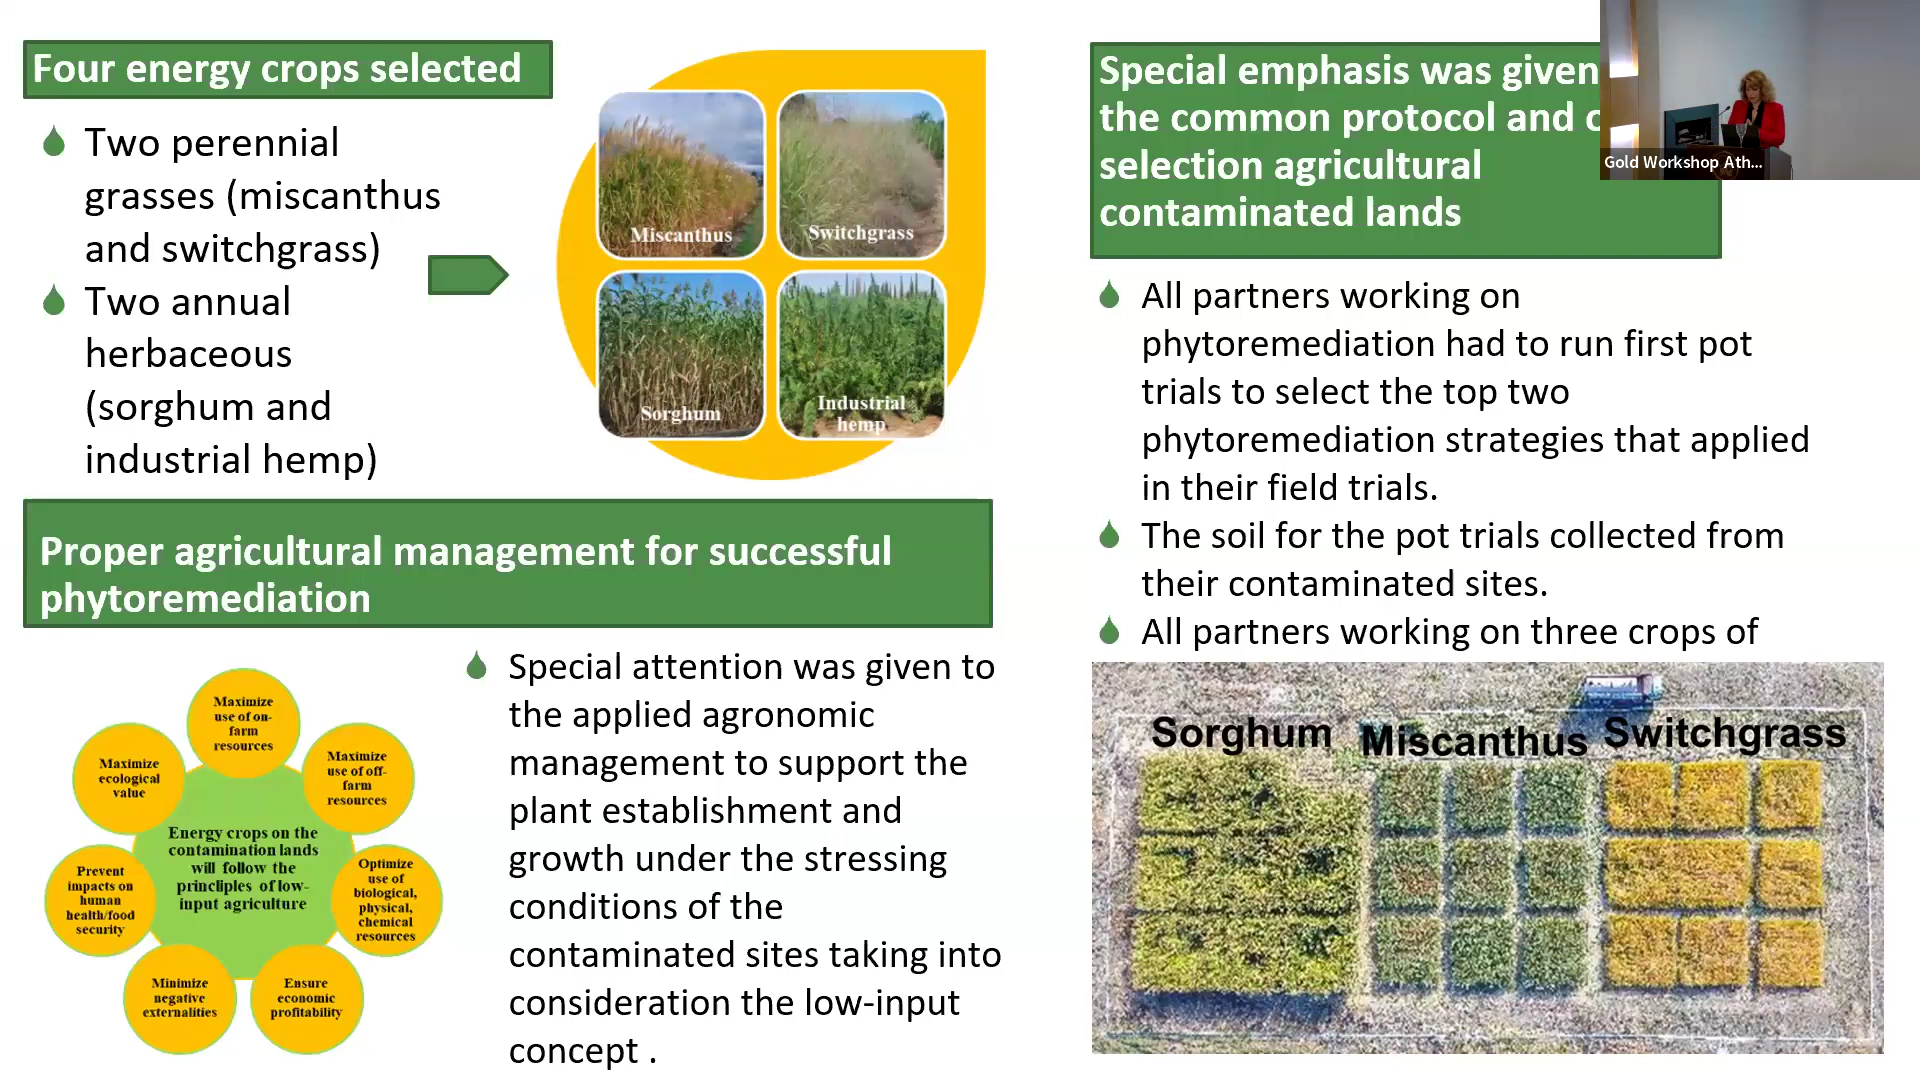 Four energy crops selected
Two perennial
grasses (miscanthus
and switchgrass)
Two annual
herbaceous
(sorghum and
industrial hemp)
Miscanthus
Switchgrass
Sorghum
Industrial
hemp
Proper agricultural management for successful
phytoremediation
Maximize
use of on-
farm
resources
Maximize
use of off-
farm
resources
Optimize
use of
biological,
physical,
chemical
resources
Ensure
economic
profitability
Minimize
negative
externalities
Prevent
impacts on
human
health/food
security
Maximize
ecological
value
Energy crops on the
contamination lands
will follow the
princliples of low-
input agriculture
Special attention was given to
the applied agronomic
management to support the
plant establishment and
growth under the stressing
conditions of the
contaminated sites taking into
consideration the low-input
concept .
Special emphasis was given
the common protocol and
selection agricultural
contaminated lands
Gold Workshop Ath...
All partners working on
phytoremediation had to run first pot
trials to select the top two
phytoremediation strategies that applied
in their field trials.
The soil for the pot trials collected from
their contaminated sites.
All partners working on three crops of
Sorghum Miscanthus Switchgrass